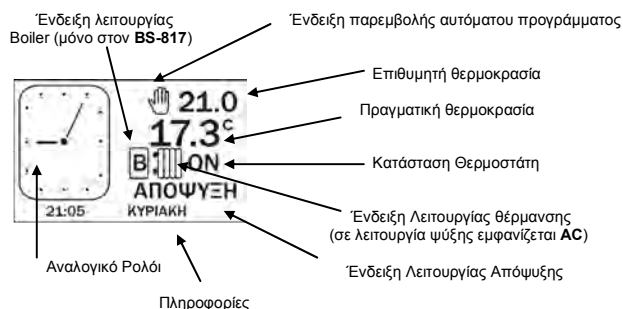 Ένδειξη λειτουργίας
Boiler (μόνο στον BS-817)
Ένδειξη παρεμβολής αυτόματου προγράμματος
Επιθυμητή θερμοκρασία
21.0
Πραγματική θερμοκρασία
17.3c
Κατάσταση Θερμοστάτη
B ON
ΑΠΟΨΥΞΗ
21:05 ΚΥΡΙΑΚΗ
Ένδειξη Λειτουργίας θέρμανσης
(σε λειτουργία ψύξης εμφανίζεται AC)
Αναλογικό Ρολόι
Ένδειξη Λειτουργίας Απόψυξης
Πληροφορίες